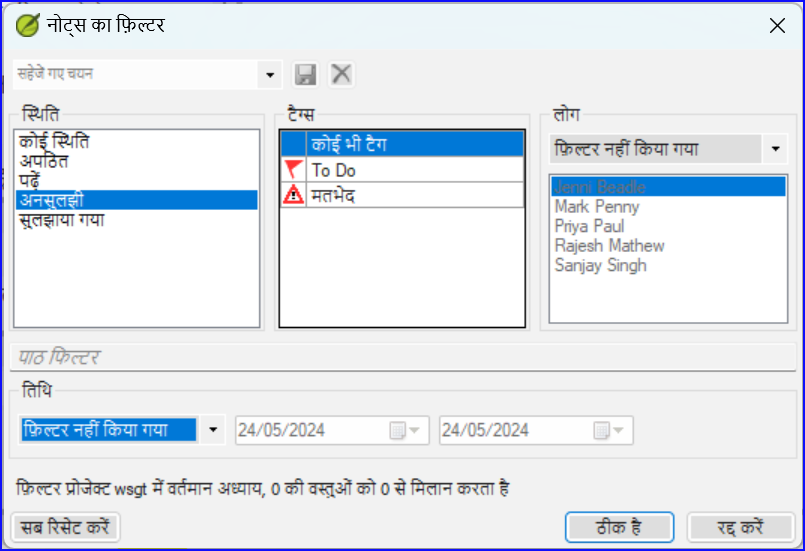 नोट्स का फ़िल्टर
सहेजे गए चयन
स्थिति
टैग्स
लोग
कोई स्थिति
अपठित
पढ़ें
अनसुलझी
सुलझाया गया
कोई भी टैग
To Do
मतभेद
फ़िल्टर नहीं किया गया
Jenni Beadle
Mark Penny
Priya Paul
Rajesh Mathew
Sanjay Singh
पाठ फिल्टर
तिथि
फ़िल्टर नहीं किया गया
24/05/2024
24/05/2024
फ़िल्टर प्रोजेक्ट wsgt में वर्तमान अध्याय, 0 की वस्तुओं को 0 से मिलान करता है
सब रिसेट करें
ठीक है
रद्द करें